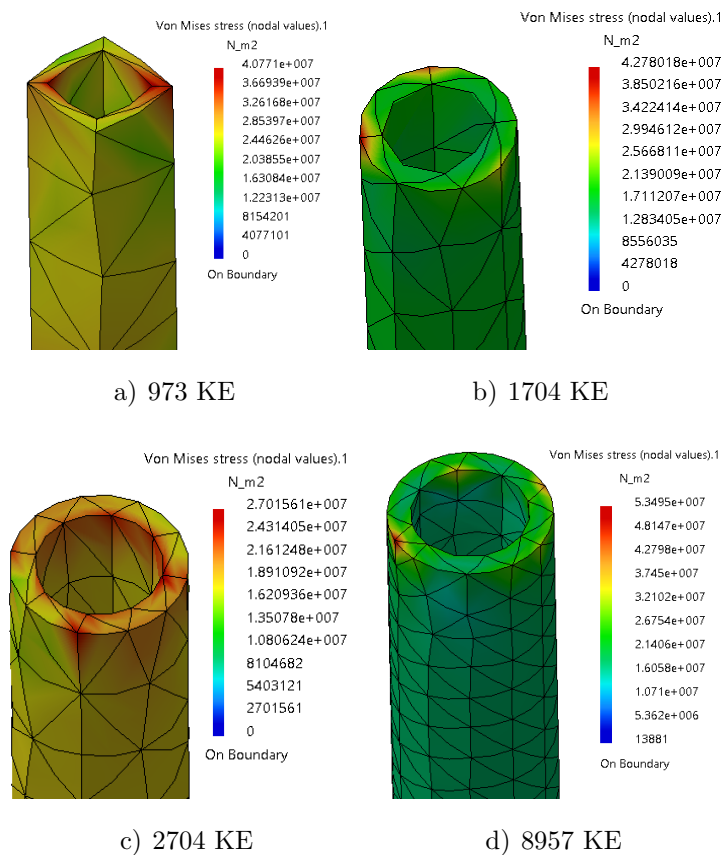 Von Mises stress (nodal values).1
N_m2
4.0771e+007
3.66939e+007
3.26168e+007
2.85397e+007
2.44626e+007
2.03855e+007
1.63084e+007
1.22313e+007
8154201
4077101
0
On Boundary
a) 973 KE
Von Mises stress (nodal values).1
N_m2
4.278018e+007
3.850216e+007
3.422414e+007
2.994612e+007
2.566811e+007
2.139009e+007
1.711207e+007
1.283405e+007
8556035
4278018
0
On Boundary
b) 1704 KE
Von Mises stress (nodal values).1
N_m2
2.701561e+007
2.431405e+007
2.161248e+007
1.891092e+007
1.620936e+007
1.35078e+007
1.080624e+007
8104682
5403121
2701561
0
On Boundary
c) 2704 KE
Von Mises stress (nodal values).1
N_m2
5.3495e+007
4.8147e+007
4.2798e+007
3.745e+007
3.2102e+007
2.6754e+007
2.1406e+007
1.6058e+007
1.071e+007
5.362e+006
13881
On Boundary
d) 8957 KE